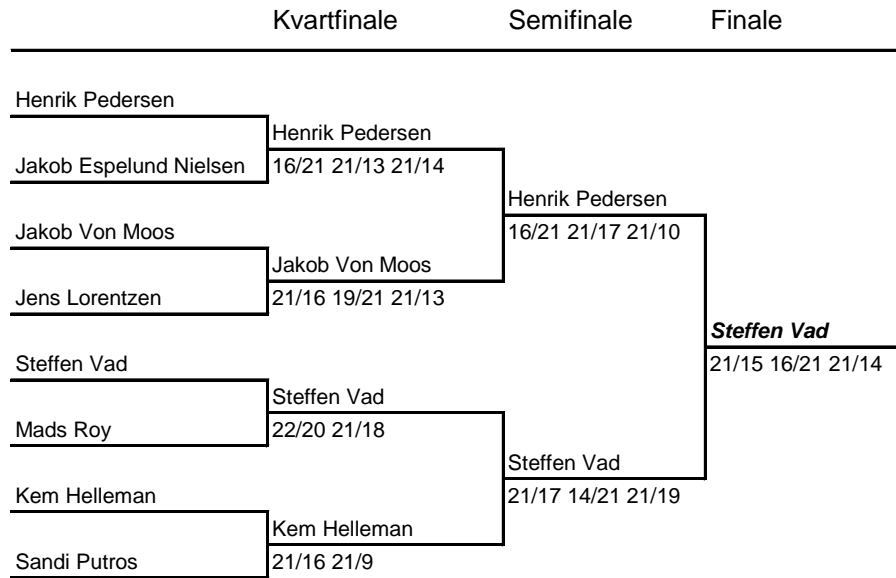 Kvartfinale Semifinale Finale
Henrik Pedersen
Henrik Pedersen
Jakob Espelund Nielsen 16/21 21/13 21/14
Henrik Pedersen
Jakob Von Moos 16/21 21/17 21/10
Jakob Von Moos
Jens Lorentzen 21/16 19/21 21/13
Steffen Vad
Steffen Vad 21/15 16/21 21/14
Steffen Vad
Mads Roy 22/20 21/18
Steffen Vad
Kem Helleman 21/17 14/21 21/19
Kem Helleman
Sandi Putros 21/16 21/9